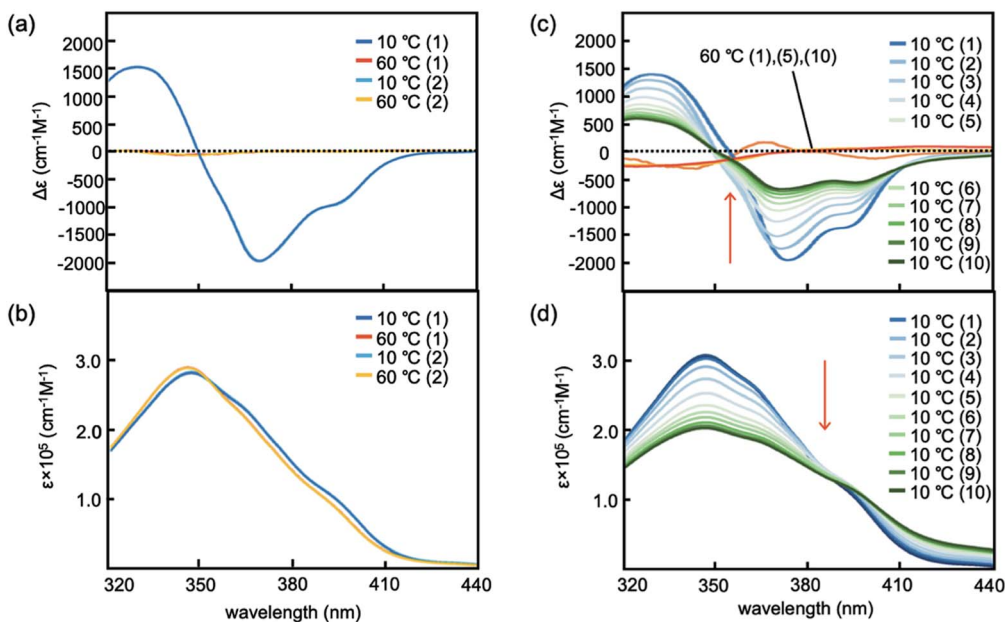 (a)
2000
1500
1000
500
0
-500
-1000
-1500
-2000
Δε (cm⁻¹M⁻¹)
10 °C (1)
60 °C (1)
10 °C (2)
60 °C (2)
(b)
3.0
2.0
1.0
ε×10⁵ (cm⁻¹M⁻¹)
10 °C (1)
60 °C (1)
10 °C (2)
60 °C (2)
320 350 380 410 440
wavelength (nm)
(c)
2000
1500
1000
500
0
-500
-1000
-1500
-2000
Δε (cm⁻¹M⁻¹)
60 °C (1),(5),(10)
10 °C (1)
10 °C (2)
10 °C (3)
10 °C (4)
10 °C (5)
10 °C (6)
10 °C (7)
10 °C (8)
10 °C (9)
10 °C (10)
(d)
3.0
2.0
1.0
ε×10⁵ (cm⁻¹M⁻¹)
10 °C (1)
10 °C (2)
10 °C (3)
10 °C (4)
10 °C (5)
10 °C (6)
10 °C (7)
10 °C (8)
10 °C (9)
10 °C (10)
320 350 380 410 440
wavelength (nm)